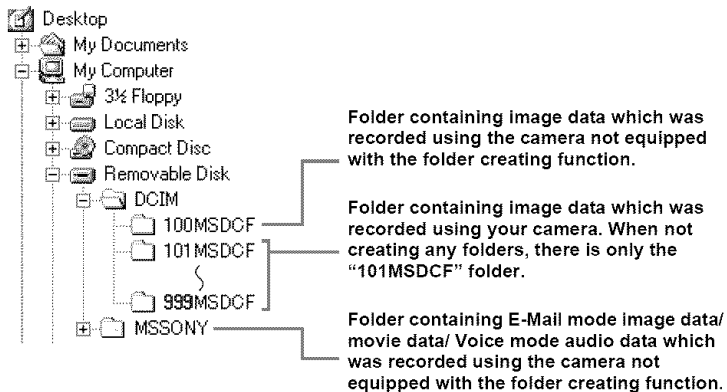 Desktop
My Documents
My Computer
3½ Floppy
Local Disk
Compact Disc
Removable Disk
DCIM
100MSDCF
101MSDCF
999MSDCF
MSSONY
Folder containing image data which was
recorded using the camera not equipped
with the folder creating function.
Folder containing image data which was
recorded using your camera. When not
creating any folders, there is only the
“101MSDCF” folder.
Folder containing E-Mail mode image data/
movie data/ Voice mode audio data which
was recorded using the camera not
equipped with the folder creating function.